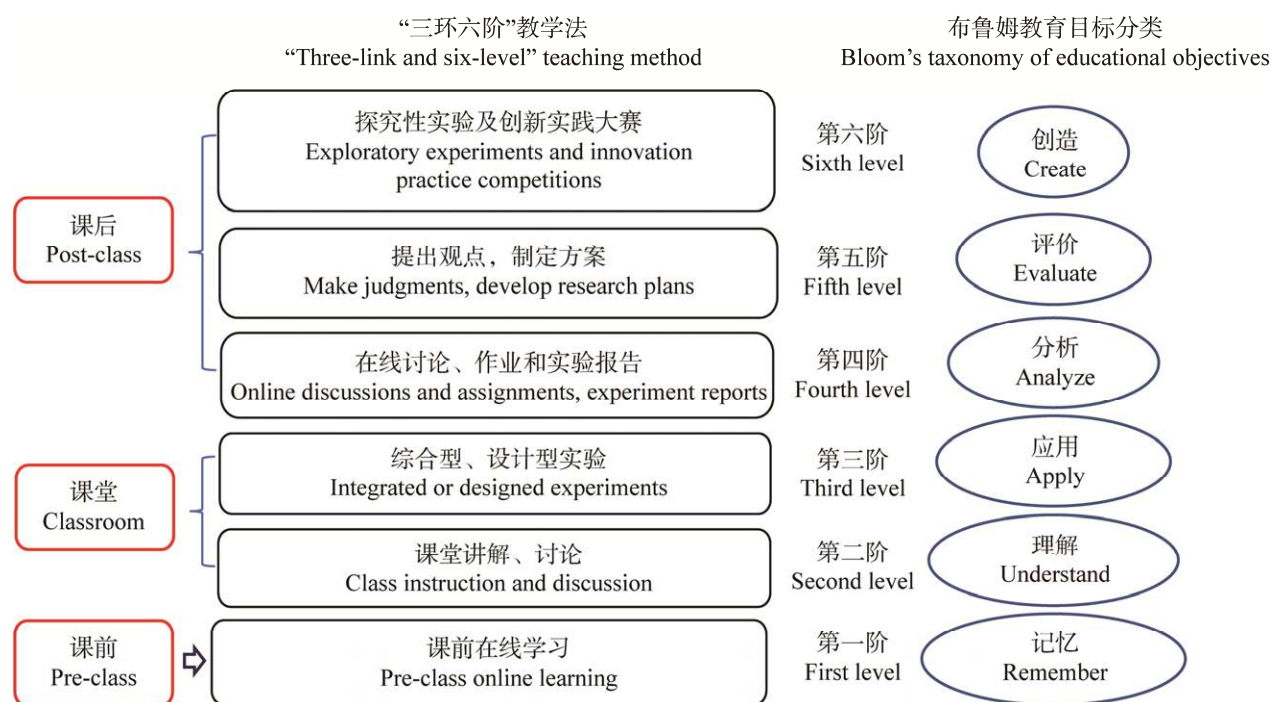 “三环六阶”教学法
“Three-link and six-level” teaching method
布鲁姆教育目标分类
Bloom’s taxonomy of educational objectives
课后
Post-class
探究性实验及创新实践大赛
Exploratory experiments and innovation
practice competitions
第六阶
Sixth level
创造
Create
提出观点，制定方案
Make judgments, develop research plans
第五阶
Fifth level
评价
Evaluate
在线讨论、作业和实验报告
Online discussions and assignments, experiment reports
第四阶
Fourth level
分析
Analyze
课堂
Classroom
综合型、设计型实验
Integrated or designed experiments
第三阶
Third level
应用
Apply
课堂讲解、讨论
Class instruction and discussion
第二阶
Second level
理解
Understand
课前
Pre-class
课前在线学习
Pre-class online learning
第一阶
First level
记忆
Remember